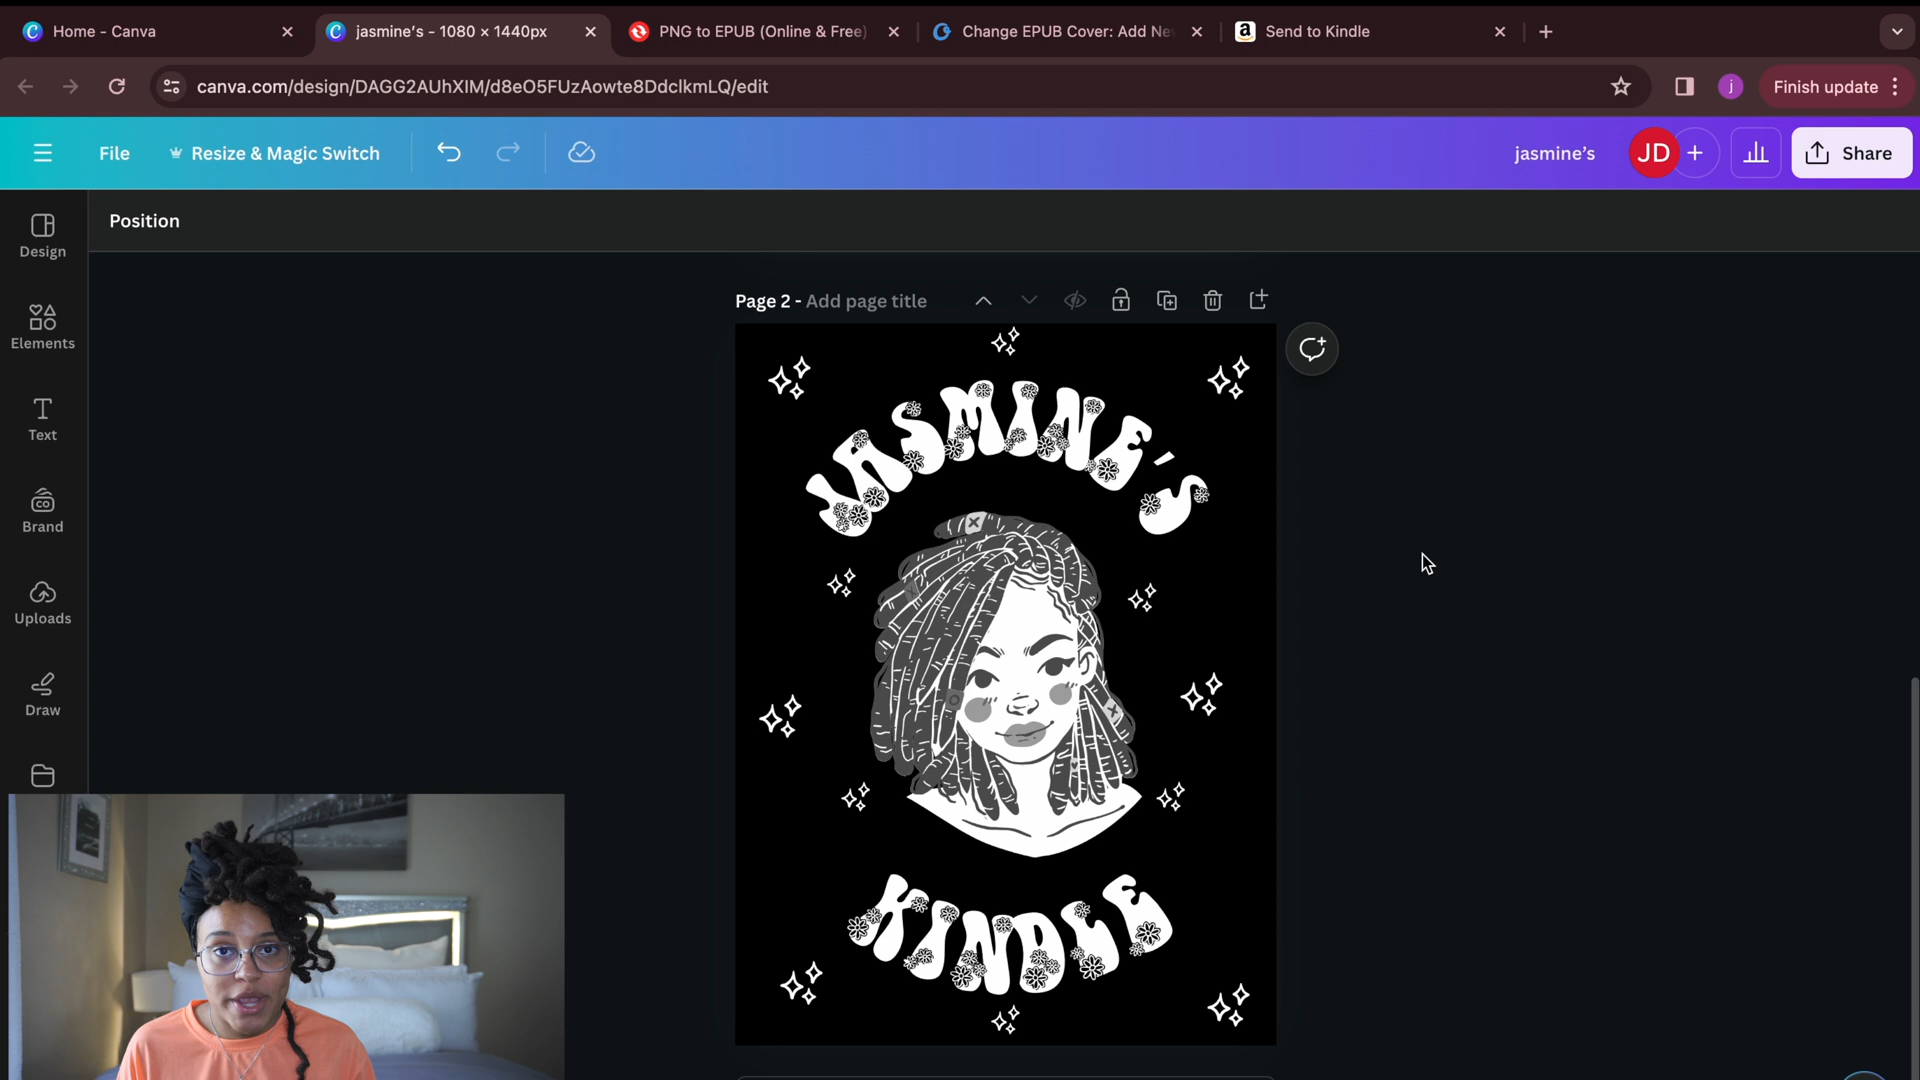 Home - Canva
jasmine's - 1080 × 1440px
PNG to EPUB (Online & Free)
Change EPUB Cover: Add Ne
Send to Kindle
canva.com/design/DAGG2AUhXIM/d8eO5FUzAowte8DdclkmLQ/edit
j
Finish update
File
Resize & Magic Switch
jasmine's
JD
Share
Design
Position
Elements
Text
Brand
Uploads
Draw
Page 2 - Add page title
JASMINE'S
KINDLE